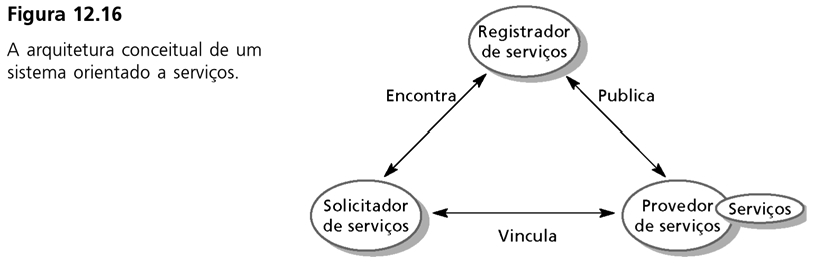 Figura 12.16
A arquitetura conceitual de um
sistema orientado a serviços.
Registrador
de serviços
Encontra
Publica
Solicitador
de serviços
Provedor
de serviços
Serviços
Vincula